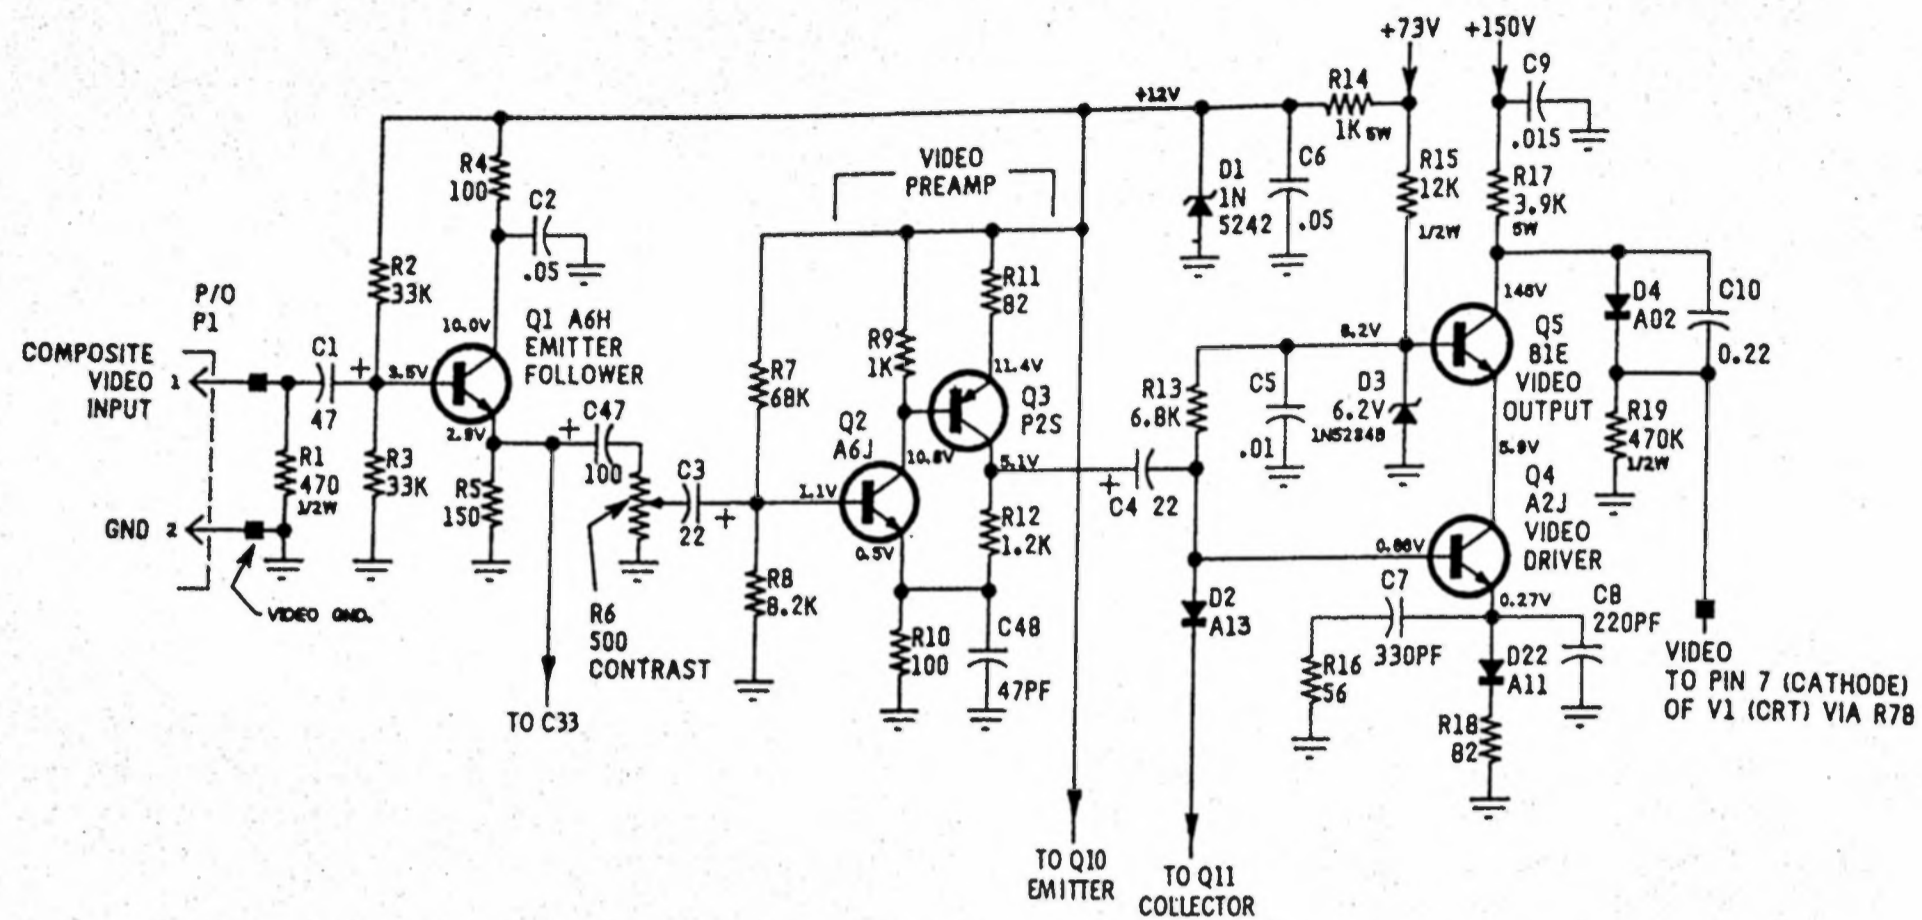 +73V
+150V
C9
.015
R14
1K 5W
+12V
R4
100
VIDEO
PREAMP
C2
.05
D1
1N
5242
C6
.05
R15
12K
1/2W
R17
3.9K
5W
R2
33K
P/O
P1
Q1 A6H
EMITTER
FOLLOWER
10.0V
R11
82
D4
A02
C10
0.22
COMPOSITE
VIDEO
INPUT
1
C1
+
47
3.5V
R9
1K
11.4V
Q3
P2S
8.2V
Q5
81E
VIDEO
OUTPUT
R7
68K
R13
6.8K
C5
.01
D3
6.2V
R19
470K
1/2W
2.9V
+
C47
100
Q2
A6J
10.8V
5.1V
5.9V
R1
470
1/2W
R3
33K
R5
150
C3
+
22
1.1V
+
C4 22
Q4
A2J
VIDEO
DRIVER
GND 2
R12
1.2K
0.5V
R8
8.2K
0.27V
VIDEO GND.
R6
500
CONTRAST
R10
100
C48
47PF
D2
A13
C7
330PF
C8
220PF
R16
56
D22
A11
R18
82
VIDEO
TO PIN 7 (CATHODE)
OF V1 (CRT) VIA R78
TO C33
TO Q10
EMITTER
TO Q11
COLLECTOR